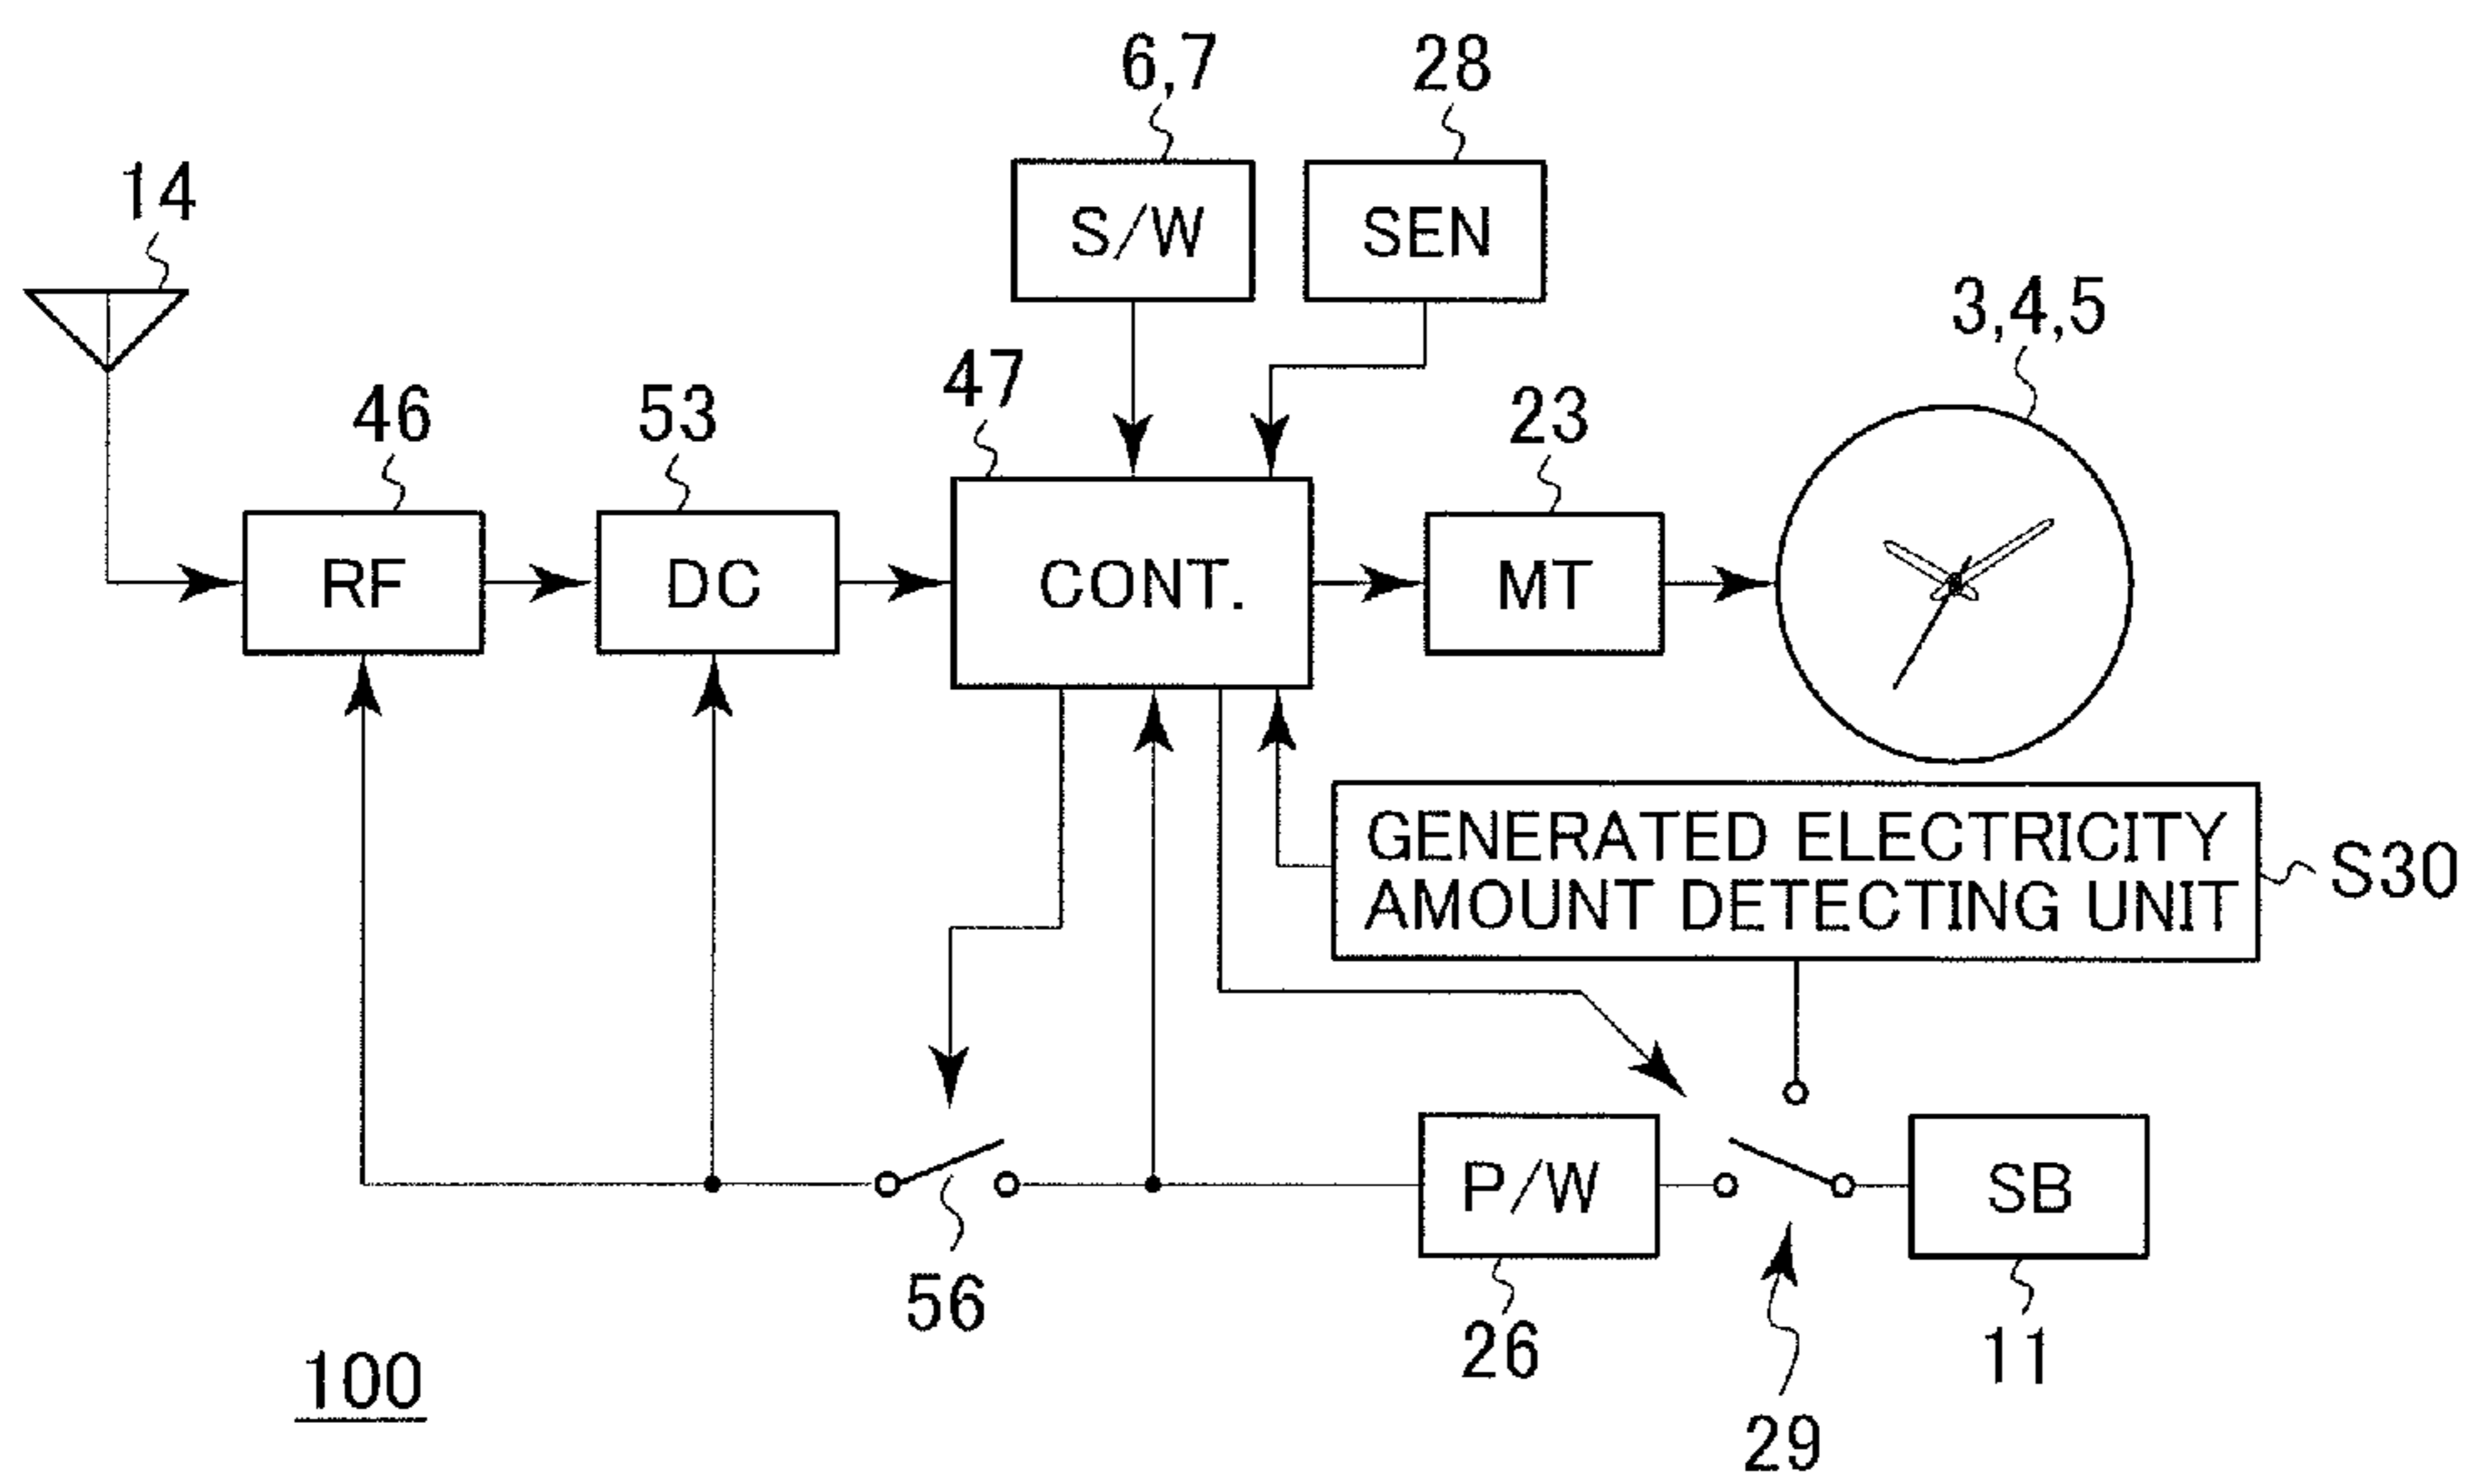 6,7
28
14
S/W
SEN
3,4,5
47
46
53
23
RF
DC
CONT.
MT
GENERATED ELECTRICITY
AMOUNT DETECTING UNIT
S30
P/W
SB
56
26
11
100
29